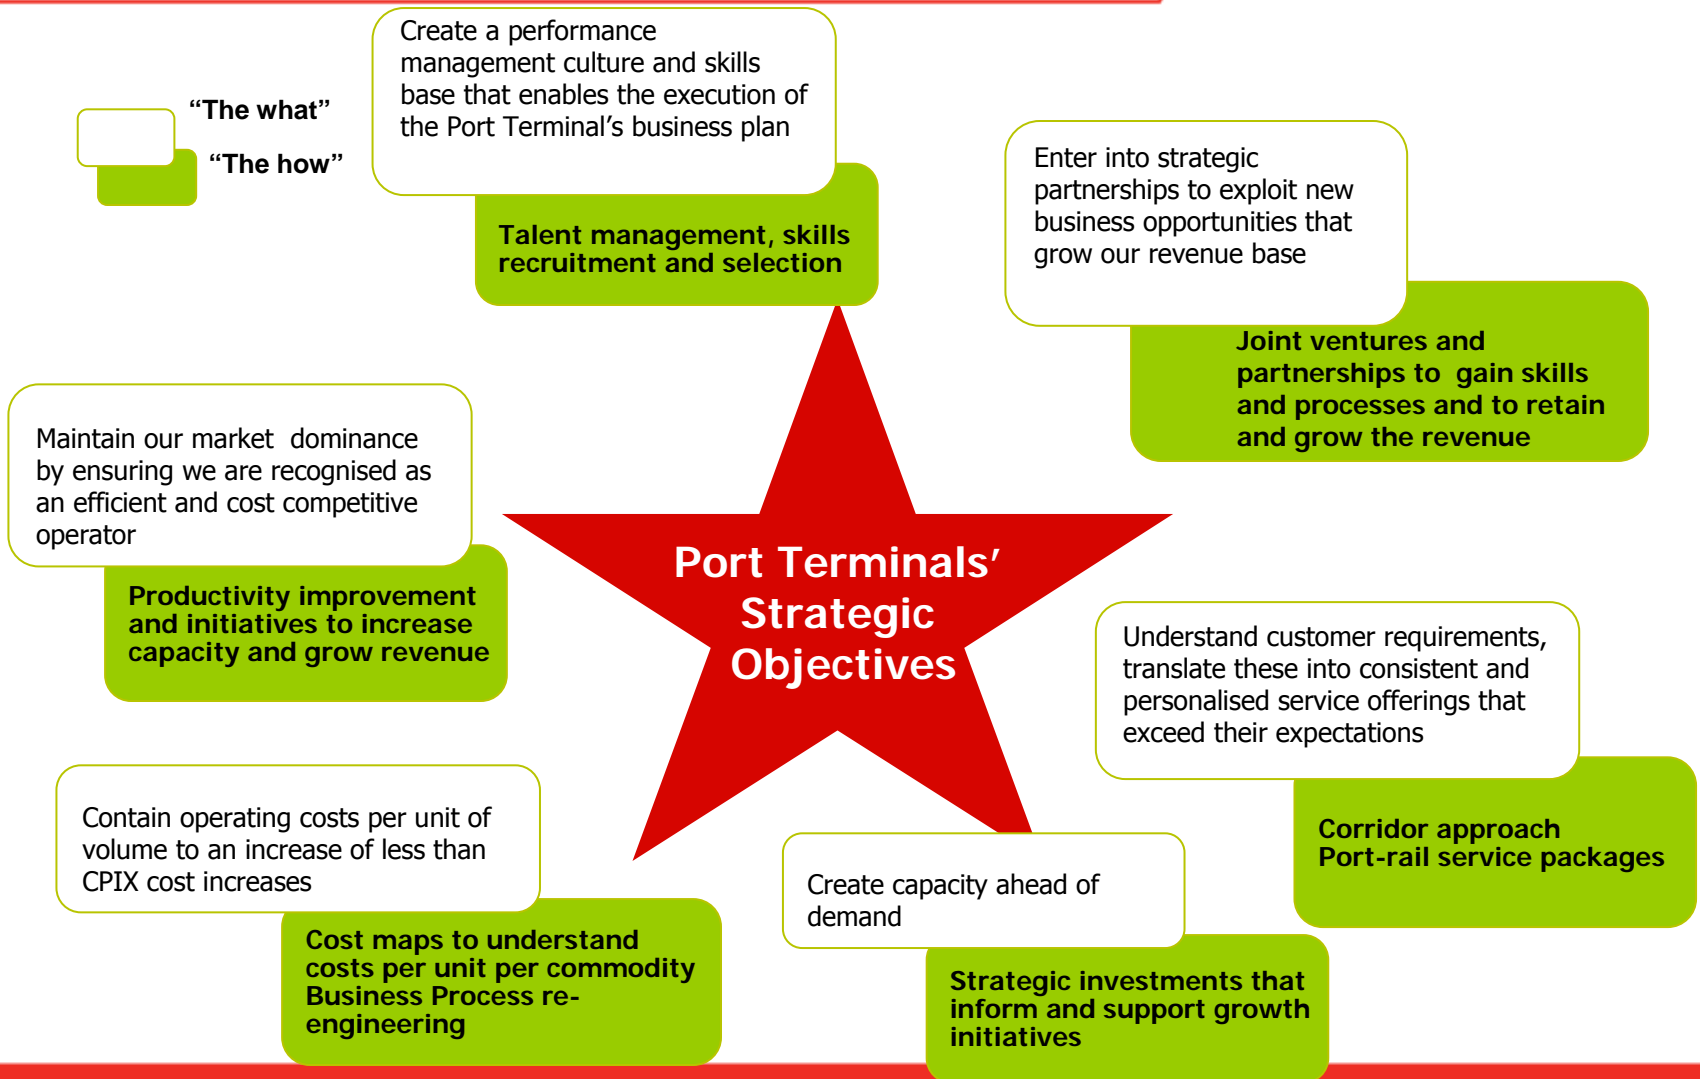 Create a performance
management culture and skills
base that enables the execution of
the Port Terminal’s business plan
“The what”
“The how”
Talent management, skills
recruitment and selection
Enter into strategic
partnerships to exploit new
business opportunities that
grow our revenue base
Joint ventures and
partnerships to  gain skills
and processes and to retain
and grow the revenue
Maintain our market  dominance
by ensuring we are recognised as
an efficient and cost competitive
operator
Productivity improvement
and initiatives to increase
capacity and grow revenue
Port Terminals’
Strategic
Objectives
Understand customer requirements,
translate these into consistent and
personalised service offerings that
exceed their expectations
Corridor approach
Port-rail service packages
Contain operating costs per unit of
volume to an increase of less than
CPIX cost increases
Cost maps to understand
costs per unit per commodity
Business Process re-
engineering
Create capacity ahead of
demand
Strategic investments that
inform and support growth
initiatives